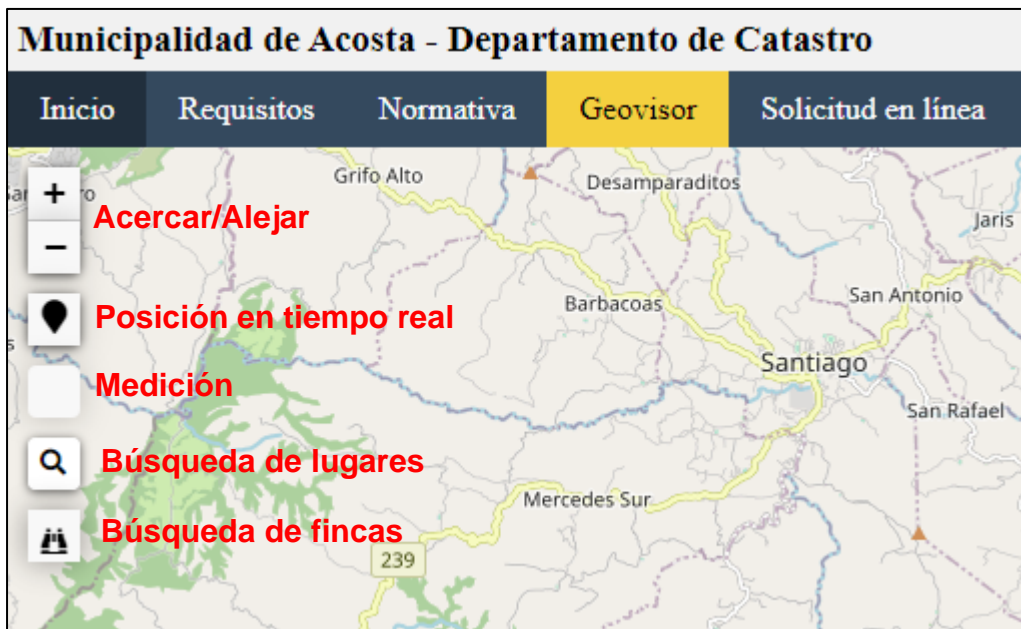 Municipalidad de Acosta - Departamento de Catastro
Inicio Requisitos Normativa Geovisor Solicitud en línea
Grifo Alto
Desamparaditos
+
Acercar/Alejar
Jaris
−
San Antonio
Barbacoas
Posición en tiempo real
Santiago
Medición
San Rafael
Búsqueda de lugares
Mercedes Sur
Búsqueda de fincas
239